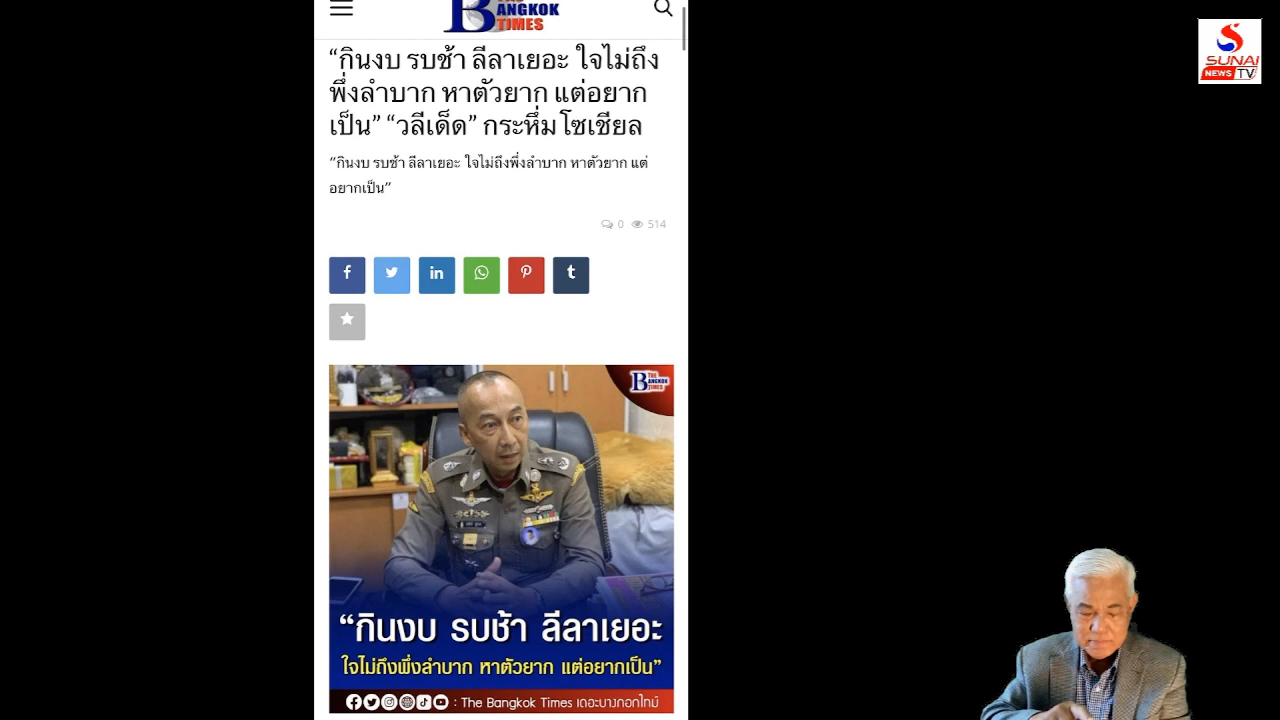 THE
BANGKOK
TIMES
SUNAI
NEWS TV
“กินงบ รบช้า ลีลาเยอะ ใจไม่ถึง
พึ่งลำบาก หาตัวยาก แต่อยาก
เป็น” “วลีเด็ด” กระหึ่มโซเชียล
“กินงบ รบช้า ลีลาเยอะ ใจไม่ถึงพึ่งลำบาก หาตัวยาก แต่
อยากเป็น”
0 514
THE
BANGKOK
TIMES
“กินงบ รบช้า ลีลาเยอะ
ใจไม่ถึงพึ่งลำบาก หาตัวยาก แต่อยากเป็น”
: The Bangkok Times เดอะบางกอกไทม์